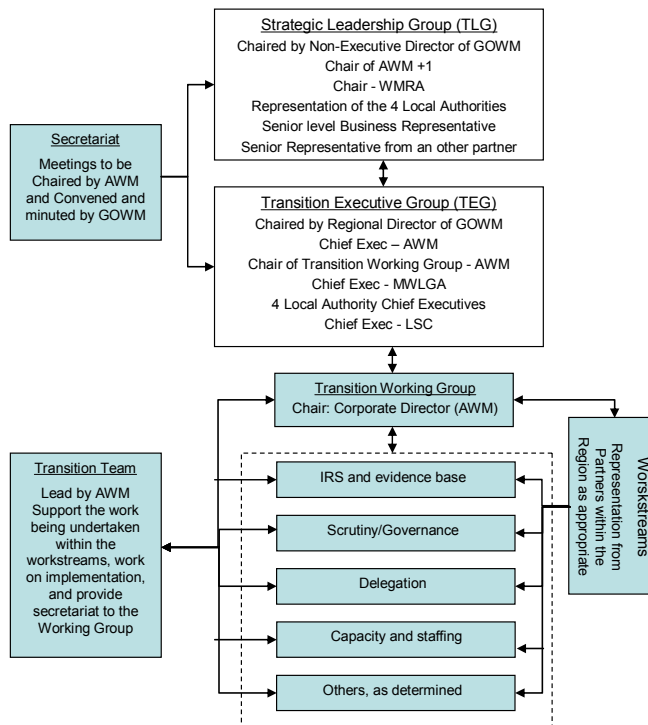 Strategic Leadership Group (TLG)
Chaired by Non-Executive Director of GOWM
Chair of AWM +1
Chair - WMRA
Representation of the 4 Local Authorities
Senior level Business Representative
Senior Representative from an other partner
Secretariat
Meetings to be
Chaired by AWM
and Convened and
minuted by GOWM
Transition Executive Group (TEG)
Chaired by Regional Director of GOWM
Chief Exec – AWM
Chair of Transition Working Group - AWM
Chief Exec - MWLGA
4 Local Authority Chief Executives
Chief Exec - LSC
Transition Working Group
Chair: Corporate Director (AWM)
Transition Team
Lead by AWM
Support the work
being undertaken
within the
workstreams, work
on implementation,
and provide
secretariat to the
Working Group
IRS and evidence base
Scrutiny/Governance
Delegation
Capacity and staffing
Others, as determined
Worskstreams
Representation from
Partners within the
Region as appropriate